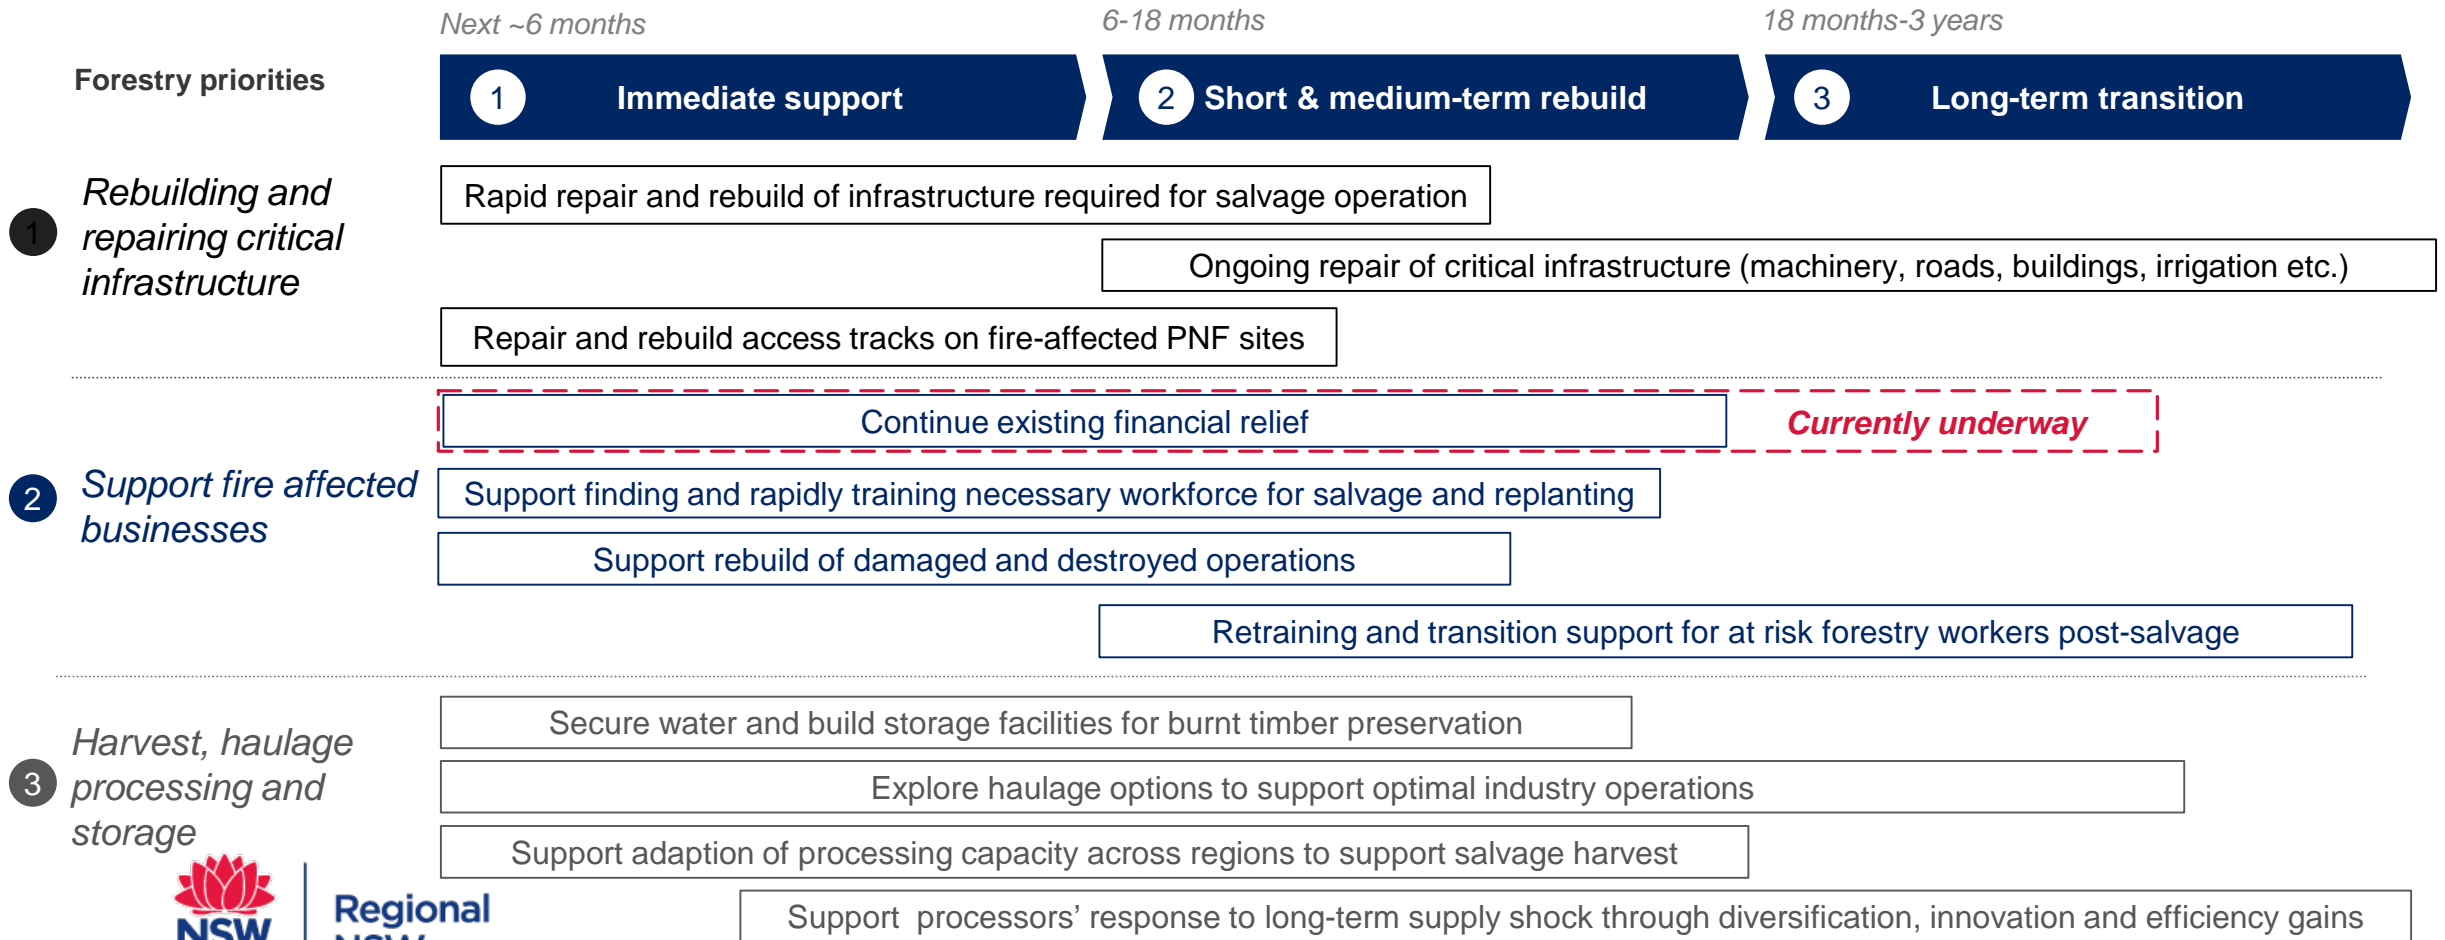 Next ~6 months
6-18 months
18 months-3 years
Forestry priorities
1 Immediate support
2 Short & medium-term rebuild
3 Long-term transition
1
Rebuilding and
repairing critical
infrastructure
Rapid repair and rebuild of infrastructure required for salvage operation
Ongoing repair of critical infrastructure (machinery, roads, buildings, irrigation etc.)
Repair and rebuild access tracks on fire-affected PNF sites
2
Support fire affected
businesses
Continue existing financial relief
Currently underway
Support finding and rapidly training necessary workforce for salvage and replanting
Support rebuild of damaged and destroyed operations
Retraining and transition support for at risk forestry workers post-salvage
3
Harvest, haulage
processing and
storage
Secure water and build storage facilities for burnt timber preservation
Explore haulage options to support optimal industry operations
Support adaption of processing capacity across regions to support salvage harvest
Support  processors’ response to long-term supply shock through diversification, innovation and efficiency gains
NSW
Regional
NSW